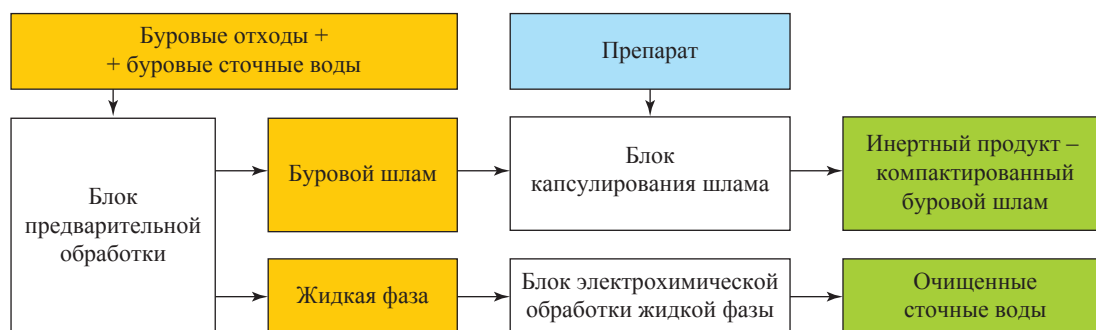 Буровые отходы +
+ буровые сточные воды
Препарат
Блок
предварительной
обработки
Буровой шлам
Блок
капсулирования шлама
Инертный продукт –
компактированный
буровой шлам
Жидкая фаза
Блок электрохимической
обработки жидкой фазы
Очищенные
сточные воды